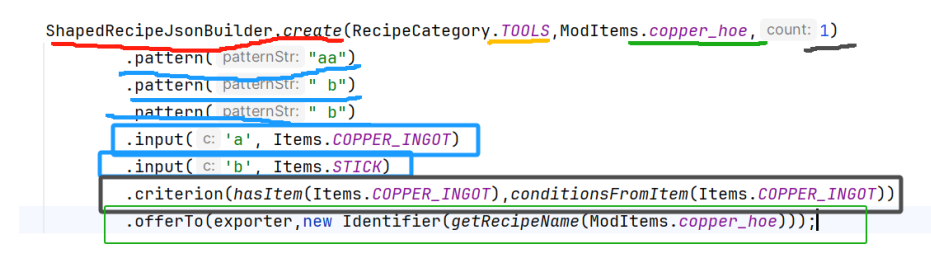 ShapedRecipeJsonBuilder.create(RecipeCategory.TOOLS,ModItems.copper_hoe, count: 1)
.pattern( patternStr: "aa")
.pattern( patternStr: " b")
.pattern( patternStr: " b")
.input( c: 'a', Items.COPPER_INGOT)
.input( c: 'b', Items.STICK)
.criterion(hasItem(Items.COPPER_INGOT),conditionsFromItem(Items.COPPER_INGOT))
.offerTo(exporter,new Identifier(getRecipeName(ModItems.copper_hoe)));